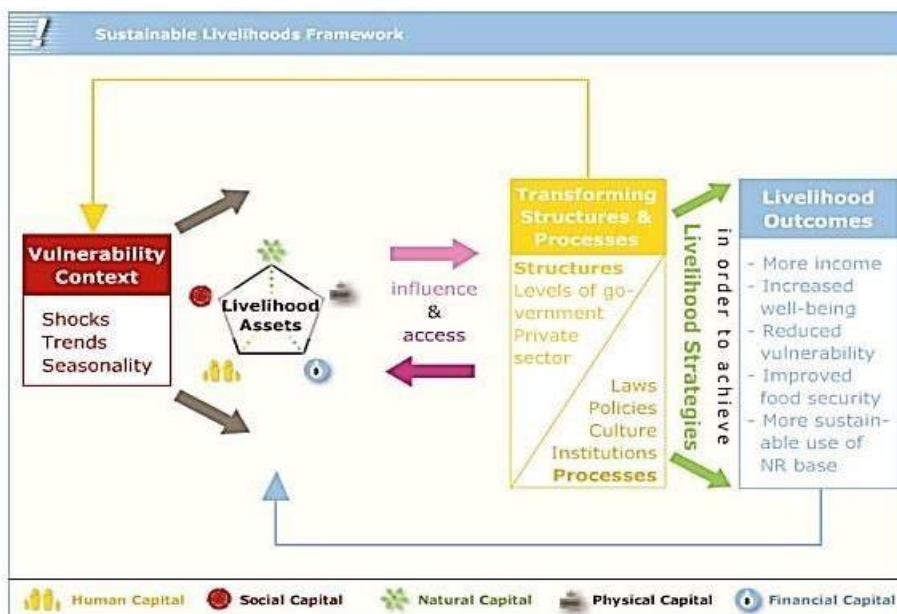 !
Sustainable Livelihoods Framework
Vulnerability
Context
Shocks
Trends
Seasonality
Livelihood
Assets
influence
&
access
Transforming
Structures &
Processes
Structures
Levels of go-
vernment
Private
sector
Laws
Policies
Culture
Institutions
Processes
Livelihood Strategies
in order to achieve
Livelihood
Outcomes
- More income
- Increased
well-being
- Reduced
vulnerability
- Improved
food security
- More sustain-
able use of
NR base
Human Capital
Social Capital
Natural Capital
Physical Capital
Financial Capital